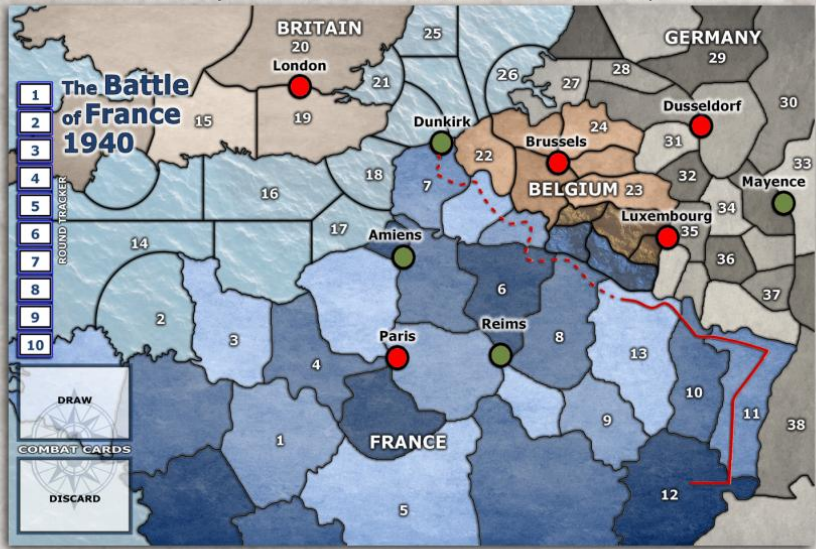 BRITAIN
20
London
25
GERMANY
29
The Battle
of France
1940
1
2
3
4
5
6
7
8
9
10
ROUND TRACKER
15
19
21
26
27
28
30
Dunkirk
Brussels
24
Dusseldorf
31
33
16
18
7
22
BELGIUM
23
32
Mayence
34
Luxembourg
35
14
17
Amiens
36
37
2
3
4
6
Reims
8
13
Paris
10
11
38
DRAW
COMBAT CARDS
DISCARD
1
FRANCE
9
5
12